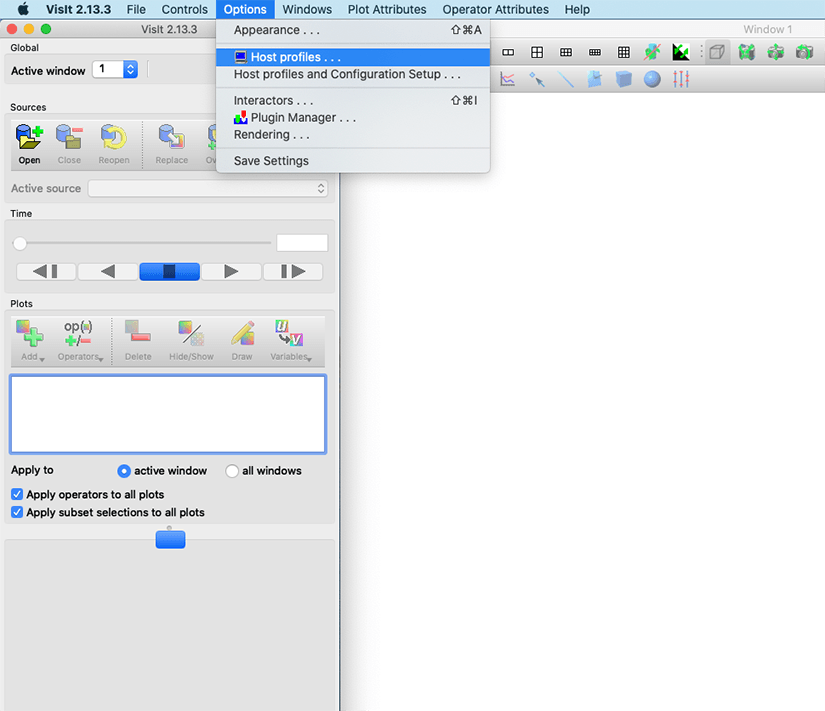 VisIt 2.13.3 File Controls Options Windows Plot Attributes Operator Attributes Help
VisIt 2.13.3
Window 1
Global
Active window 1
Appearance . . . ⇧⌘A
Host profiles . . .
Host profiles and Configuration Setup . . .
Interactors . . . ⇧⌘I
Plugin Manager . . .
Rendering . . .
Save Settings
Sources
Open Close Reopen Replace
Active source
Time
Plots
op(u)
+/-
Add Operators Delete Hide/Show Draw Variables
Apply to active window all windows
Apply operators to all plots
Apply subset selections to all plots